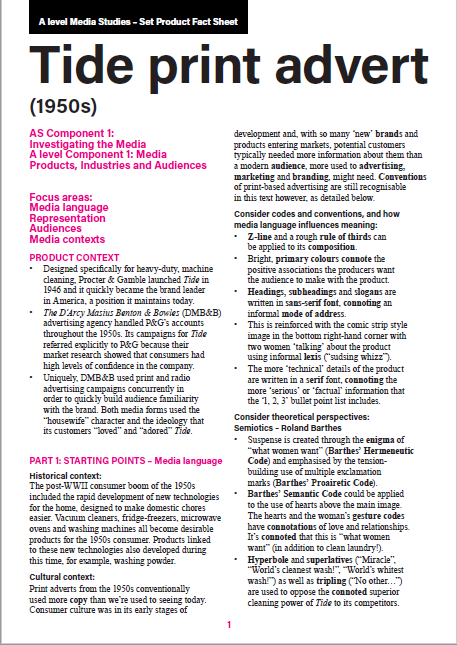 A level Media Studies – Set Product Fact Sheet
Tide print advert
(1950s)
AS Component 1:
Investigating the Media
A level Component 1: Media
Products, Industries and Audiences
Focus areas:
Media language
Representation
Audiences
Media contexts
PRODUCT CONTEXT
• Designed specifically for heavy-duty, machine
cleaning, Procter & Gamble launched Tide in
1946 and it quickly became the brand leader
in America, a position it maintains today.
• The D'Arcy Masius Benton & Bowles (DMB&B)
advertising agency handled P&G's accounts
throughout the 1950s. Its campaigns for Tide
referred explicitly to P&G because their
market research showed that consumers had
high levels of confidence in the company.
• Uniquely, DMB&B used print and radio
advertising campaigns concurrently in
order to quickly build audience familiarity
with the brand. Both media forms used the
"housewife" character and the ideology that
its customers "loved" and "adored" Tide.
PART 1: STARTING POINTS – Media language
Historical context:
The post-WWII consumer boom of the 1950s
included the rapid development of new technologies
for the home, designed to make domestic chores
easier. Vacuum cleaners, fridge-freezers, microwave
ovens and washing machines all become desirable
products for the 1950s consumer. Products linked
to these new technologies also developed during
this time, for example, washing powder.
Cultural context:
Print adverts from the 1950s conventionally
used more copy than we're used to seeing today.
Consumer culture was in its early stages of
development and, with so many 'new' brands and
products entering markets, potential customers
typically needed more information about them than
a modern audience, more used to advertising,
marketing and branding, might need. Conventions
of print-based advertising are still recognisable
in this text however, as detailed below.
Consider codes and conventions, and how
media language influences meaning:
• Z-line and a rough rule of thirds can
be applied to its composition.
• Bright, primary colours connote the
positive associations the producers want
the audience to make with the product.
• Headings, subheadings and slogans are
written in sans-serif font, connoting an
informal mode of address.
• This is reinforced with the comic strip style
image in the bottom right-hand corner with
two women 'talking' about the product
using informal lexis ("sudsing whizz").
• The more 'technical' details of the product
are written in a serif font, connoting the
more 'serious' or 'factual' information that
the '1, 2, 3' bullet point list includes.
Consider theoretical perspectives:
Semiotics – Roland Barthes
• Suspense is created through the enigma of
"what women want" (Barthes' Hermeneutic
Code) and emphasised by the tension-
building use of multiple exclamation
marks (Barthes' Proairetic Code).
• Barthes' Semantic Code could be applied
to the use of hearts above the main image.
The hearts and the woman's gesture codes
have connotations of love and relationships.
It's connoted that this is "what women
want" (in addition to clean laundry!).
• Hyperbole and superlatives ("Miracle",
"World's cleanest wash!", "World's whitest
wash!") as well as tripling ("No other…")
are used to oppose the connoted superior
cleaning power of Tide to its competitors.
1